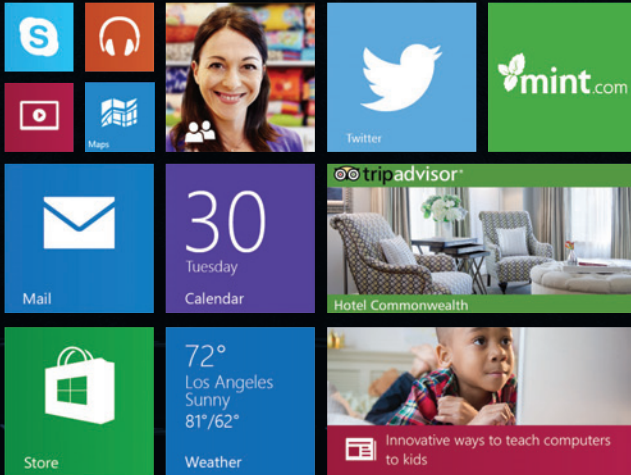 S
Maps
Twitter
mint.com
Mail
30
Tuesday
Calendar
tripadvisor®
Hotel Commonwealth
Store
72°
Los Angeles
Sunny
81°/62°
Weather
Innovative ways to teach computers
to kids